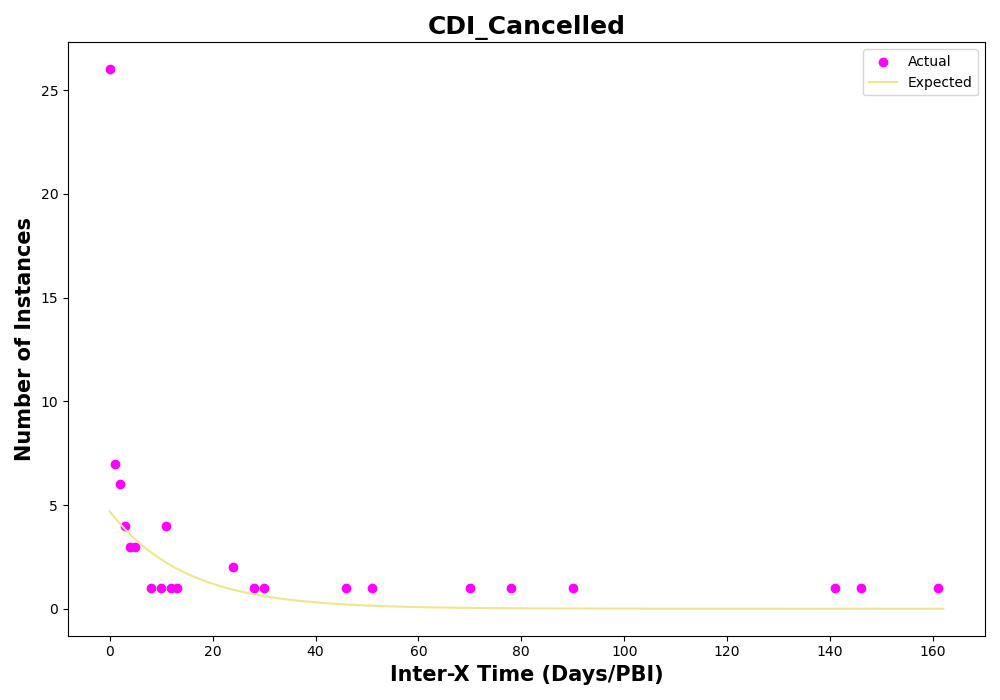 CDI_Cancelled
Actual
Expected
Number of Instances
25
20
15
10
5
0
0 20 40 60 80 100 120 140 160
Inter-X Time (Days/PBI)